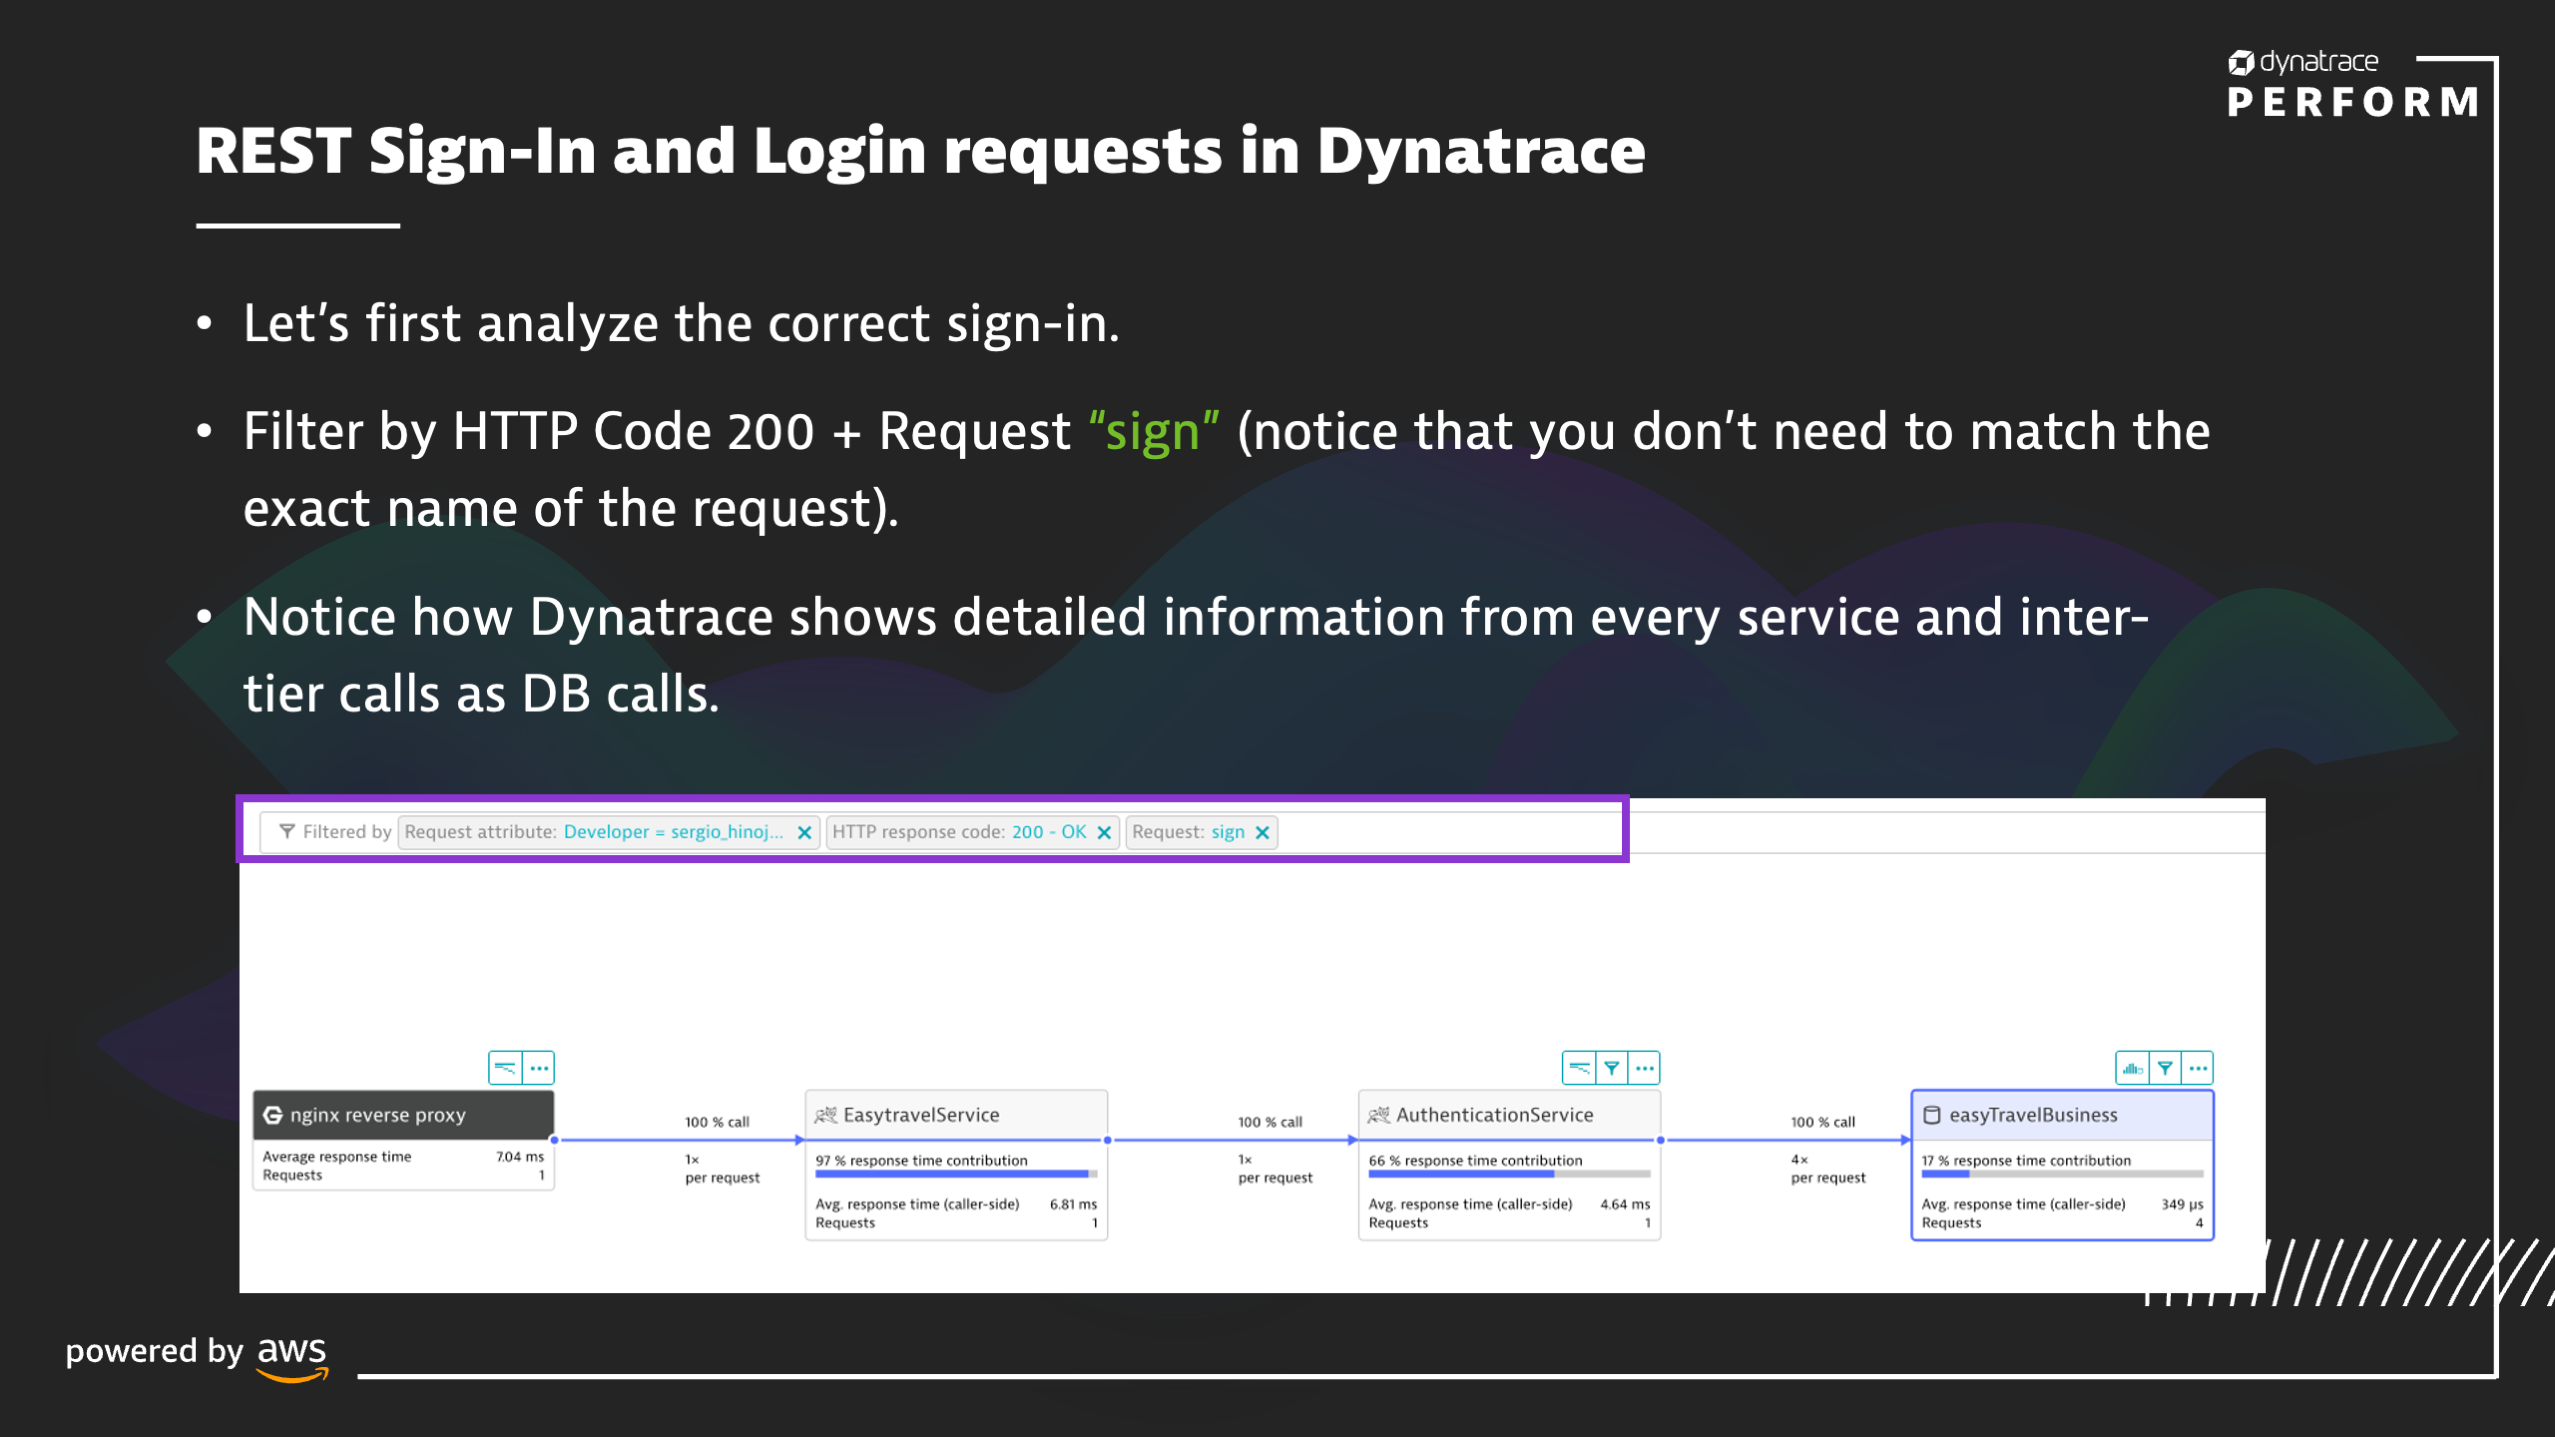 dynatrace
PERFORM
REST Sign-In and Login requests in Dynatrace
• Let’s first analyze the correct sign-in.
• Filter by HTTP Code 200 + Request “sign” (notice that you don’t need to match the
exact name of the request).
• Notice how Dynatrace shows detailed information from every service and inter-
tier calls as DB calls.
Filtered by Request attribute: Developer = sergio_hinoj... HTTP response code: 200 - OK Request: sign
nginx reverse proxy
Average response time 7.04 ms
Requests 1
100 % call
1×
per request
EasytravelService
97 % response time contribution
Avg. response time (caller-side) 6.81 ms
Requests 1
100 % call
1×
per request
AuthenticationService
66 % response time contribution
Avg. response time (caller-side) 4.64 ms
Requests 1
100 % call
4×
per request
easyTravelBusiness
17 % response time contribution
Avg. response time (caller-side) 349 µs
Requests 4
powered by aws